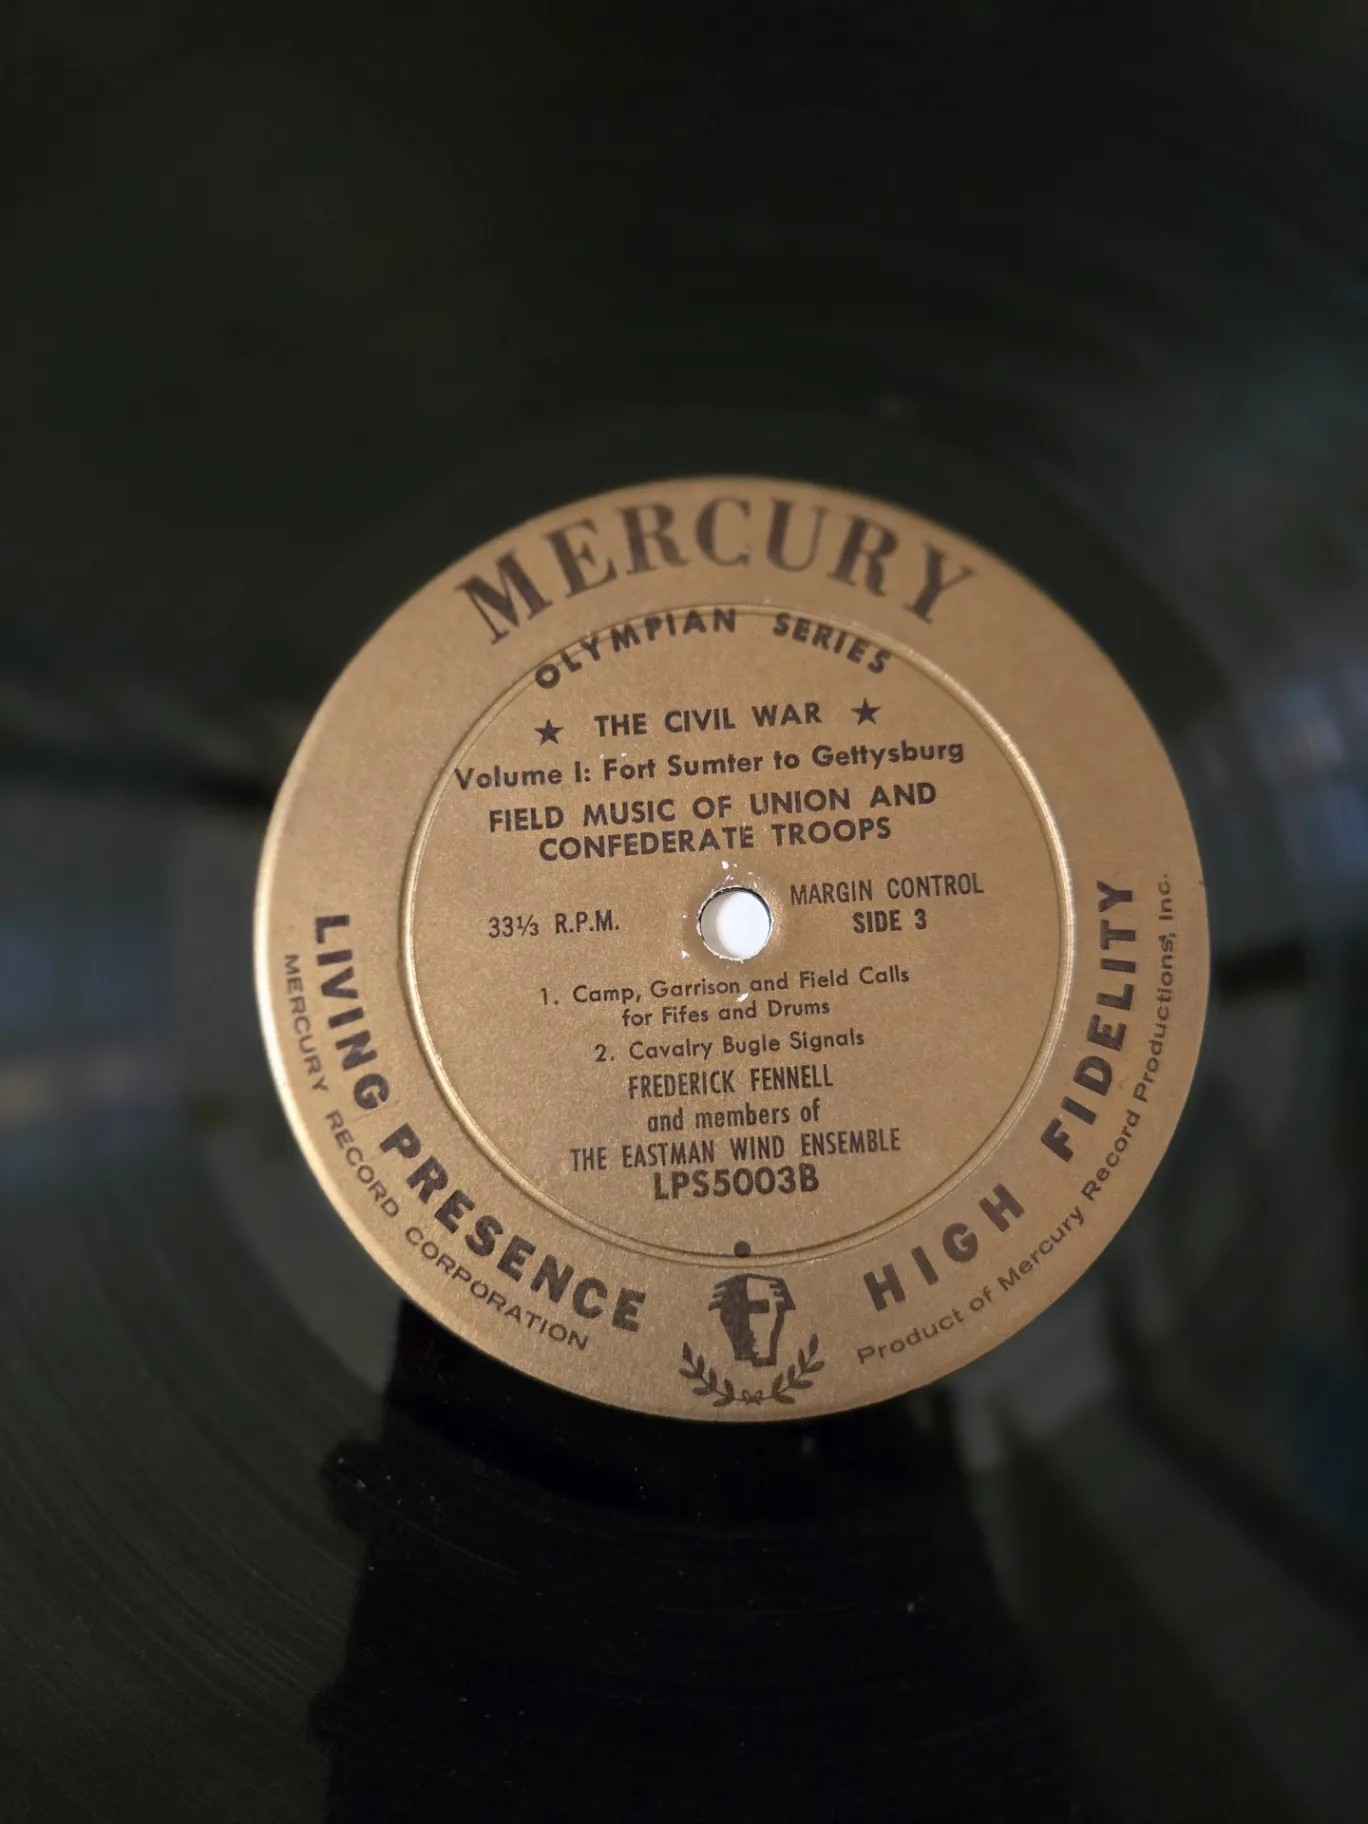 MERCURY
OLYMPIAN SERIES
★ THE CIVIL WAR ★
Volume I: Fort Sumter to Gettysburg
FIELD MUSIC OF UNION AND
CONFEDERATE TROOPS
MARGIN CONTROL
33⅓ R.P.M.
SIDE 3
1. Camp, Garrison and Field Calls
for Fifes and Drums
2. Cavalry Bugle Signals
FREDERICK FENNELL
and members of
THE EASTMAN WIND ENSEMBLE
LPS5003B
LIVING PRESENCE
HIGH FIDELITY
MERCURY RECORD CORPORATION
Product of Mercury Record Productions, Inc.